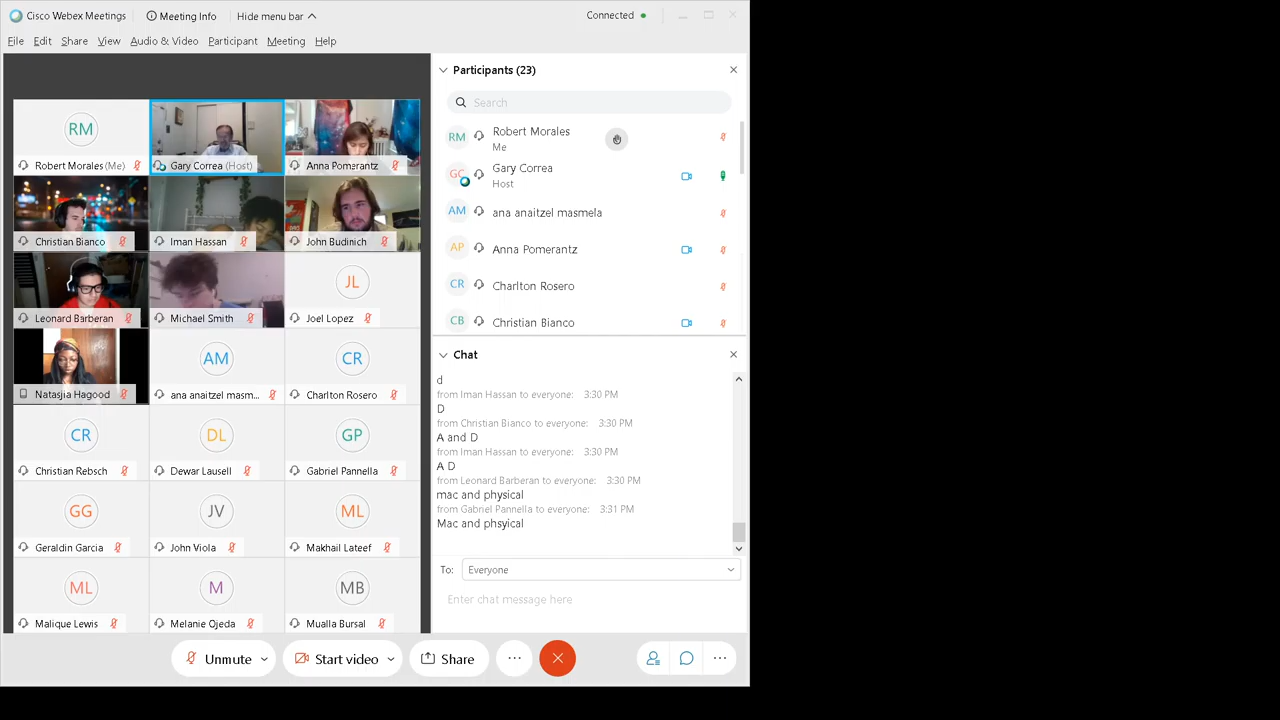 Cisco Webex Meetings
Meeting Info
Hide menu bar
Connected
File Edit Share View Audio & Video Participant Meeting Help
RM
Robert Morales (Me)
Gary Correa (Host)
Anna Pomerantz
Christian Bianco
Iman Hassan
John Budinich
Leonard Barberan
Michael Smith
JL
Joel Lopez
Natasjia Hagood
AM
ana anaitzel masm...
CR
Charlton Rosero
CR
Christian Rebsch
DL
Dewar Lausell
GP
Gabriel Pannella
GG
Geraldin Garcia
JV
John Viola
ML
Makhail Lateef
ML
Malique Lewis
M
Melanie Ojeda
MB
Mualla Bursal
Participants (23)
Search
RM
Robert Morales
Me
GC
Gary Correa
Host
AM
ana anaitzel masmela
AP
Anna Pomerantz
CR
Charlton Rosero
CB
Christian Bianco
Chat
d
from Iman Hassan to everyone: 3:30 PM
D
from Christian Bianco to everyone: 3:30 PM
A and D
from Iman Hassan to everyone: 3:30 PM
A D
from Leonard Barberan to everyone: 3:30 PM
mac and physical
from Gabriel Pannella to everyone: 3:31 PM
Mac and phsyical
To: Everyone
Enter chat message here
Unmute
Start video
Share